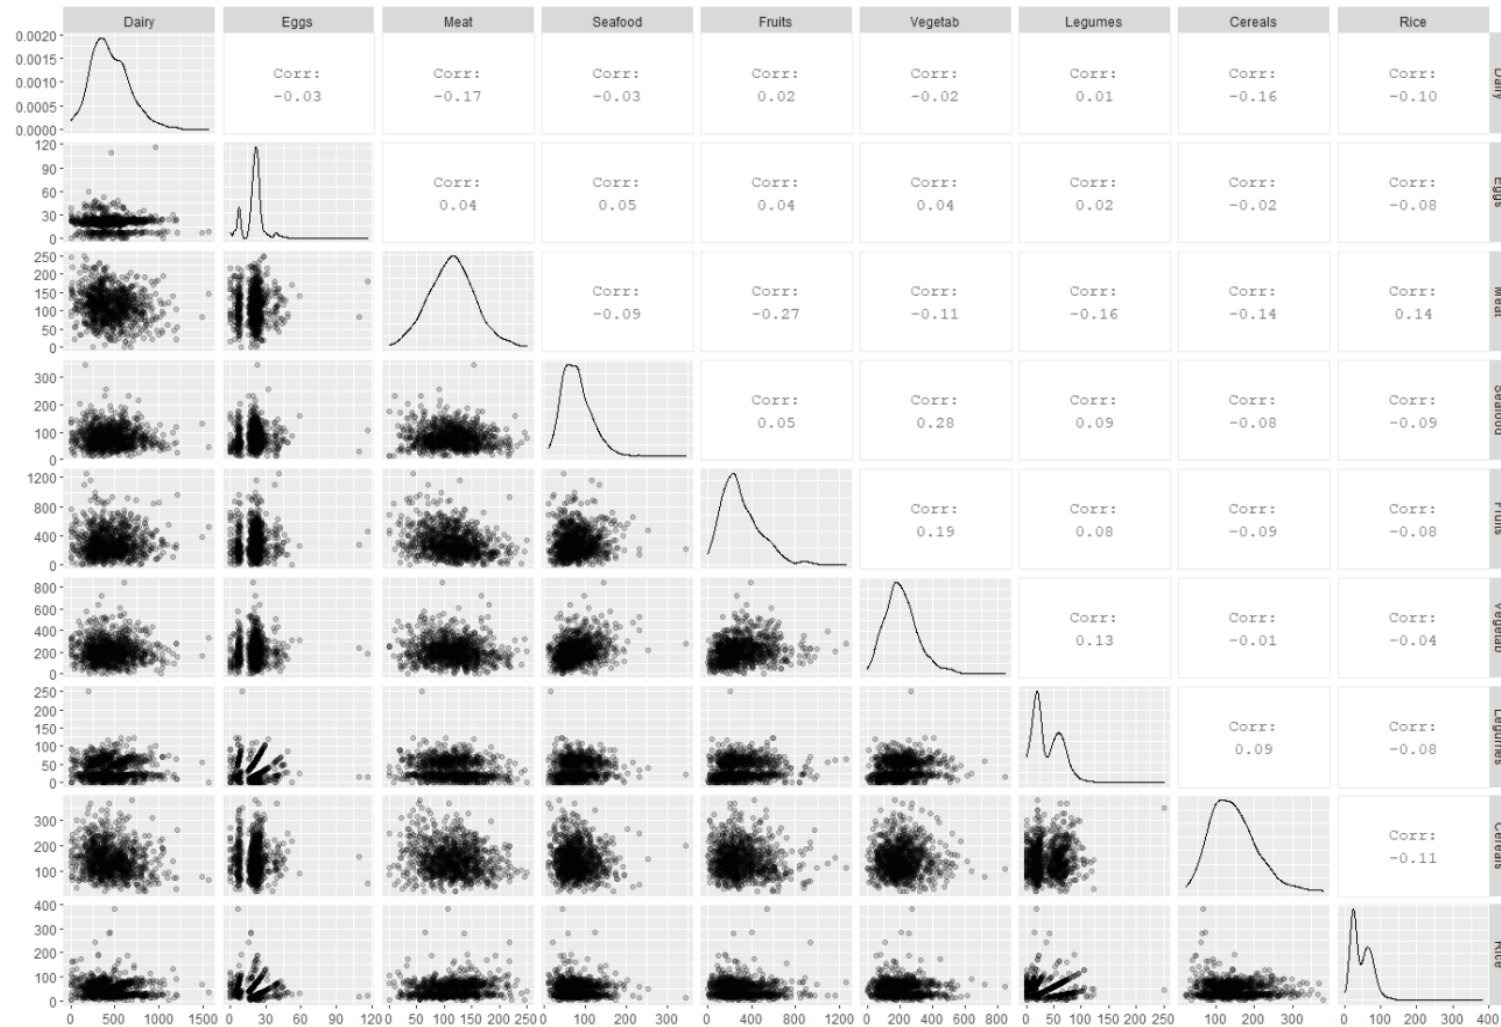 Dairy Eggs Meat Seafood Fruits Vegetab Legumes Cereals Rice
0.0020
0.0015
0.0010
0.0005
0.0000
Corr: Corr: Corr: Corr: Corr: Corr: Corr: Corr:
-0.03 -0.17 -0.03 0.02 -0.02 0.01 -0.16 -0.10
Dairy
120
90
60
30
0
Corr: Corr: Corr: Corr: Corr: Corr: Corr:
0.04 0.05 0.04 0.04 0.02 -0.02 -0.08
Eggs
250
200
150
100
50
0
Corr: Corr: Corr: Corr: Corr: Corr:
-0.09 -0.27 -0.11 -0.16 -0.14 0.14
Meat
300
200
100
0
Corr: Corr: Corr: Corr: Corr:
0.05 0.28 0.09 -0.08 -0.09
Seafood
1200
800
400
0
Corr: Corr: Corr: Corr:
0.19 0.08 -0.09 -0.08
Fruits
800
600
400
200
0
Corr: Corr: Corr:
0.13 -0.01 -0.04
Vegetab
250
200
150
100
50
0
Corr: Corr:
0.09 -0.08
Legumes
300
200
100
Corr:
-0.11
Cereals
400
300
200
100
0
Rice
0 500 1000 1500 0 30 60 90 120 0 50 100 150 200 250 0 100 200 300 0 400 800 1200 0 200 400 600 800 0 50 100 150 200 250 100 200 300 0 100 200 300 400